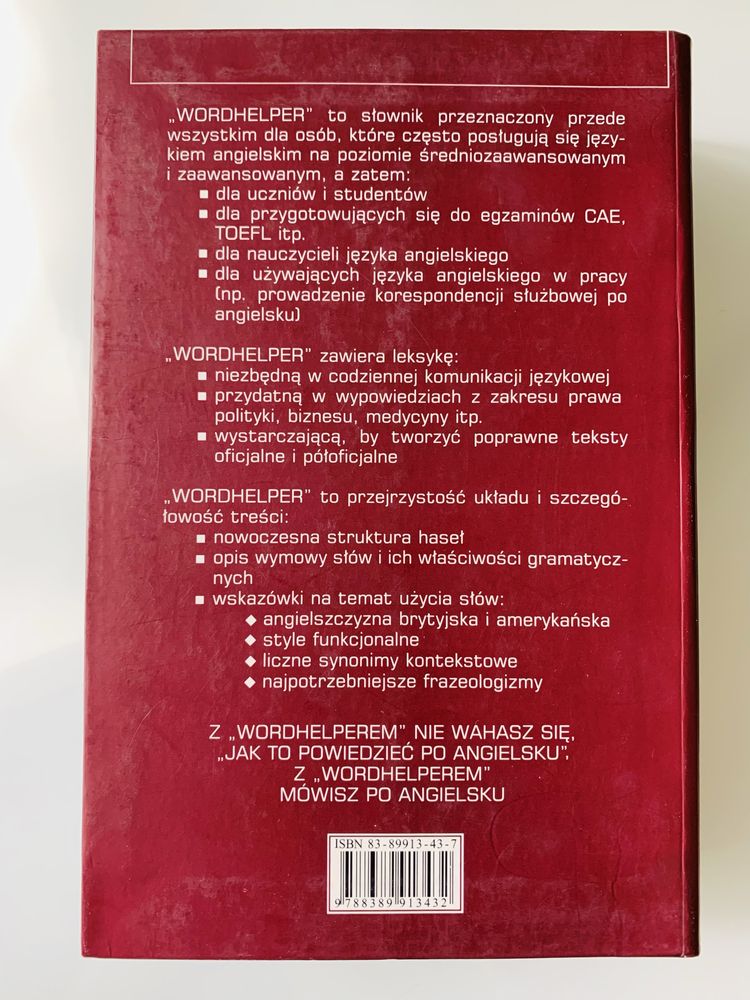 „WORDHELPER” to słownik przeznaczony przede
wszystkim dla osób, które często posługują się języ-
kiem angielskim na poziomie średniozaawansowanym
i zaawansowanym, a zatem:
▪ dla uczniów i studentów
▪ dla przygotowujących się do egzaminów CAE,
TOEFL itp.
▪ dla nauczycieli języka angielskiego
▪ dla używających języka angielskiego w pracy
(np. prowadzenie korespondencji służbowej po
angielsku)
„WORDHELPER” zawiera leksykę:
▪ niezbędną w codziennej komunikacji językowej
▪ przydatną w wypowiedziach z zakresu prawa
polityki, biznesu, medycyny itp.
▪ wystarczającą, by tworzyć poprawne teksty
oficjalne i półoficjalne
„WORDHELPER” to przejrzystość układu i szczegó-
łowość treści:
▪ nowoczesna struktura haseł
▪ opis wymowy słów i ich właściwości gramatycz-
nych
▪ wskazówki na temat użycia słów:
◆ angielszczyzna brytyjska i amerykańska
◆ style funkcjonalne
◆ liczne synonimy kontekstowe
◆ najpotrzebniejsze frazeologizmy
Z „WORDHELPEREM” NIE WAHASZ SIĘ,
„JAK TO POWIEDZIEĆ PO ANGIELSKU”,
Z „WORDHELPEREM”
MÓWISZ PO ANGIELSKU
ISBN 83-89913-43-7
9 788389 913432